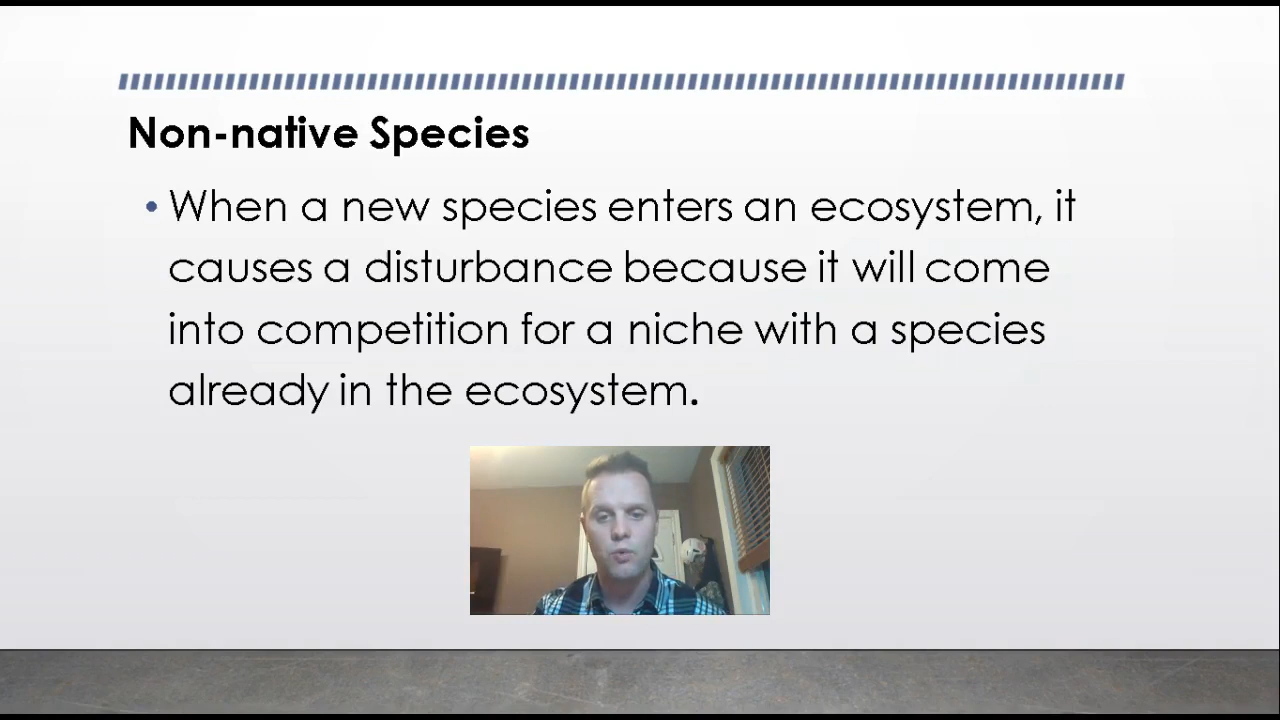 Non-native Species
• When a new species enters an ecosystem, it
causes a disturbance because it will come
into competition for a niche with a species
already in the ecosystem.